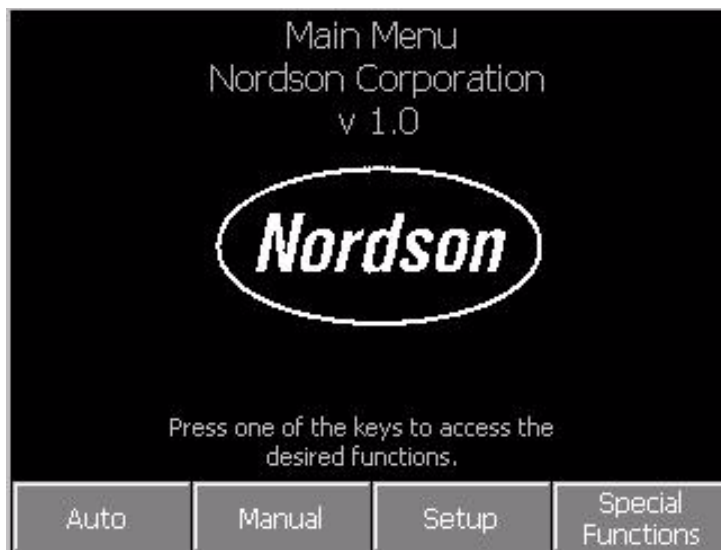 Main Menu
Nordson Corporation
v 1.0
Nordson
Press one of the keys to access the
desired functions.
Auto
Manual
Setup
Special
Functions